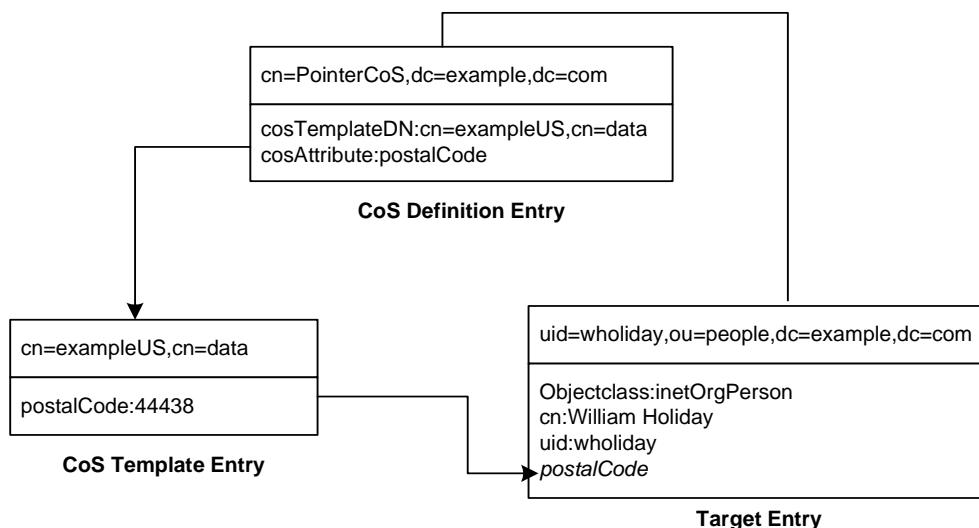 cn=PointerCoS,dc=example,dc=com
cosTemplateDN:cn=exampleUS,cn=data
cosAttribute:postalCode
CoS Definition Entry
cn=exampleUS,cn=data
postalCode:44438
CoS Template Entry
uid=wholiday,ou=people,dc=example,dc=com
Objectclass:inetOrgPerson
cn:William Holiday
uid:wholiday
postalCode
Target Entry